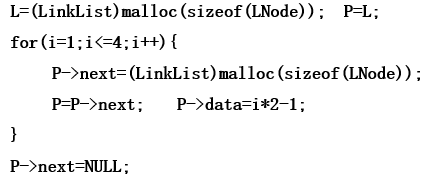 L=(LinkList)malloc(sizeof(LNode)); P=L;
for(i=1;i<=4;i++){
P->next=(LinkList)malloc(sizeof(LNode));
P=P->next; P->data=i*2-1;
}
P->next=NULL;